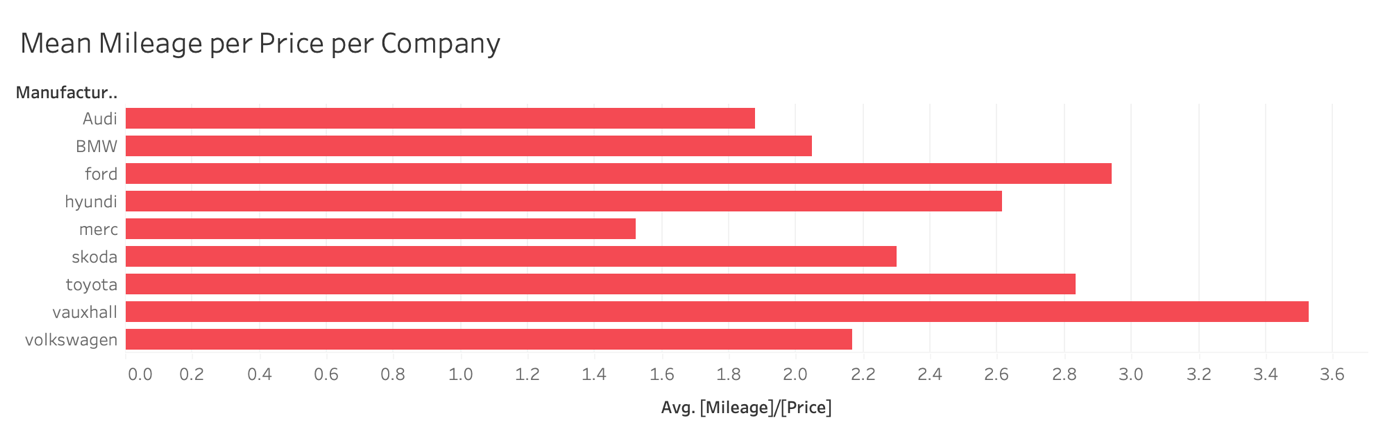 Mean Mileage per Price per Company
Manufactur..
Audi
BMW
ford
hyundi
merc
skoda
toyota
vauxhall
volkswagen
0.0 0.2 0.4 0.6 0.8 1.0 1.2 1.4 1.6 1.8 2.0 2.2 2.4 2.6 2.8 3.0 3.2 3.4 3.6
Avg. [Mileage]/[Price]